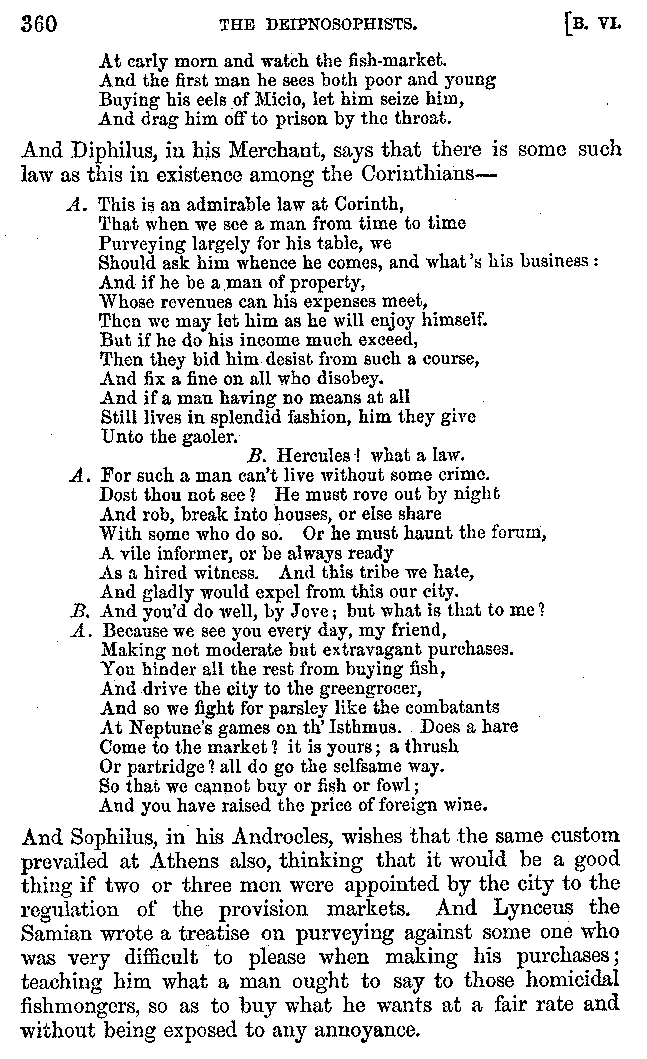 360 THE DEIPNOSOPHISTS. [B. VI.
At early morn and watch the fish-market.
And the first man he sees both poor and young
Buying his eels of Micio, let him seize him,
And drag him off to prison by the throat.
And Diphilus, in his Merchant, says that there is some such
law as this in existence among the Corinthians—
A. This is an admirable law at Corinth,
That when we see a man from time to time
Purveying largely for his table, we
Should ask him whence he comes, and what's his business:
And if he be a man of property,
Whose revenues can his expenses meet,
Then we may let him as he will enjoy himself.
But if he do his income much exceed,
Then they bid him desist from such a course,
And fix a fine on all who disobey.
And if a man having no means at all
Still lives in splendid fashion, him they give
Unto the gaoler.
B. Hercules! what a law.
A. For such a man can't live without some crime.
Dost thou not see? He must rove out by night
And rob, break into houses, or else share
With some who do so. Or he must haunt the forum,
A vile informer, or be always ready
As a hired witness. And this tribe we hate,
And gladly would expel from this our city.
B. And you'd do well, by Jove; but what is that to me?
A. Because we see you every day, my friend,
Making not moderate but extravagant purchases.
You hinder all the rest from buying fish,
And drive the city to the greengrocer,
And so we fight for parsley like the combatants
At Neptune's games on th' Isthmus. Does a hare
Come to the market? it is yours; a thrush
Or partridge? all do go the selfsame way.
So that we cannot buy or fish or fowl;
And you have raised the price of foreign wine.
And Sophilus, in his Androcles, wishes that the same custom
prevailed at Athens also, thinking that it would be a good
thing if two or three men were appointed by the city to the
regulation of the provision markets. And Lynceus the
Samian wrote a treatise on purveying against some one who
was very difficult to please when making his purchases;
teaching him what a man ought to say to those homicidal
fishmongers, so as to buy what he wants at a fair rate and
without being exposed to any annoyance.